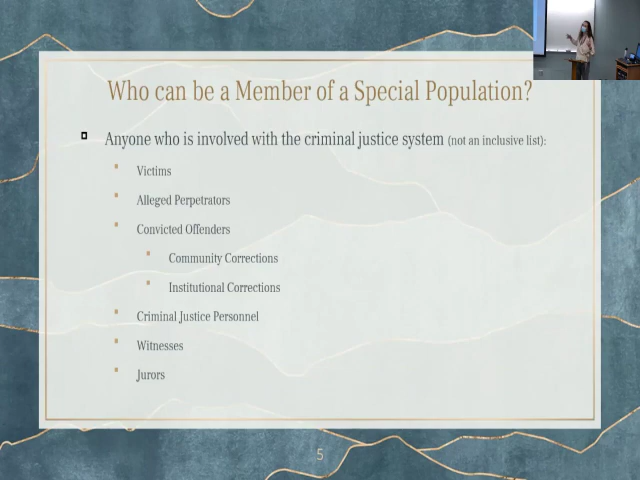 Who can be a Member of a Special Population?
Anyone who is involved with the criminal justice system (not an inclusive list):
Victims
Alleged Perpetrators
Convicted Offenders
Community Corrections
Institutional Corrections
Criminal Justice Personnel
Witnesses
Jurors
5